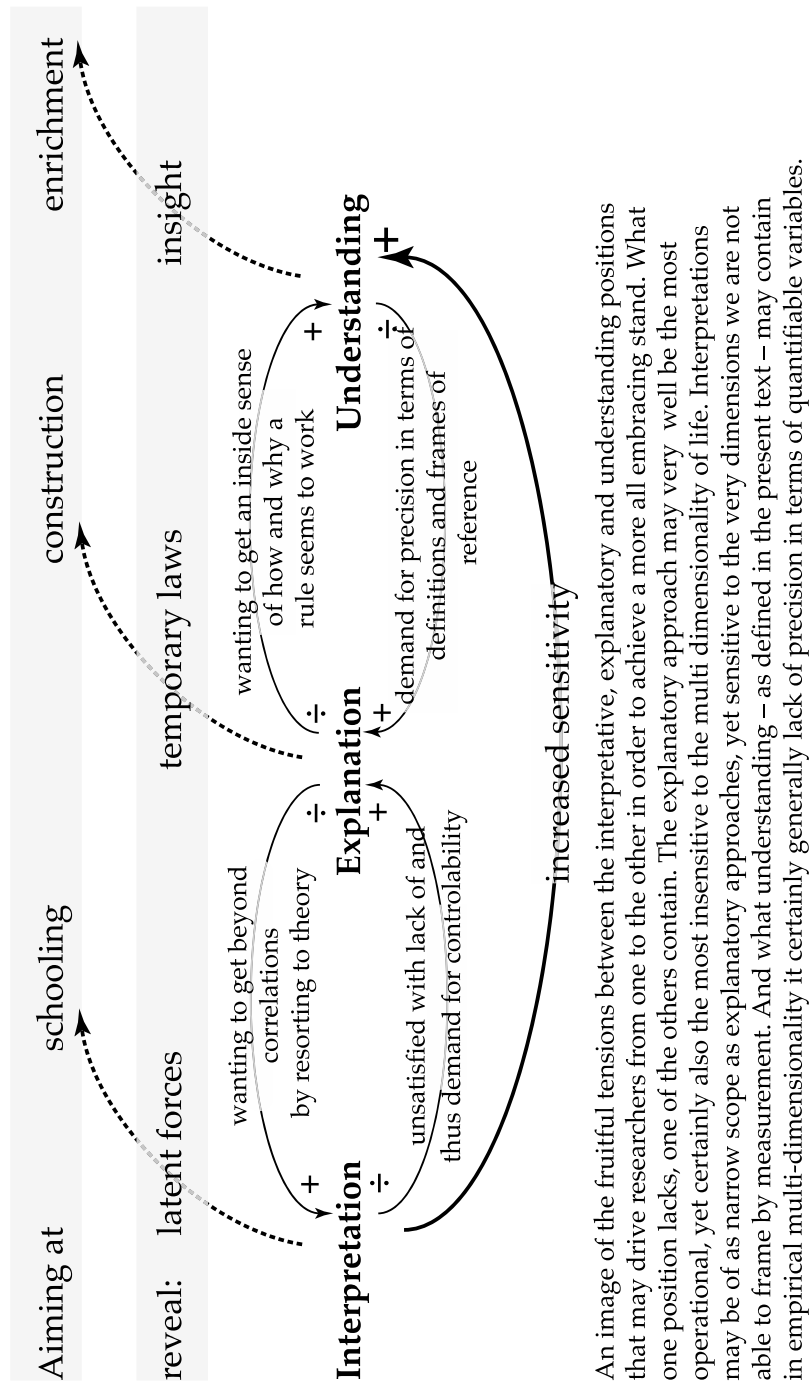 Aiming at schooling construction enrichment
reveal: latent forces temporary laws insight
wanting to get beyond
correlations
by resorting to theory
wanting to get an inside sense
of how and why a
rule seems to work
+ ÷ ÷ +
Interpretation Explanation Understanding
÷ + + ÷ +
unsatisfied with lack of and
thus demand for controlability
demand for precision in terms of
definitions and frames of
reference
increased sensitivity
An image of the fruitful tensions between the interpretative, explanatory and understanding positions
that may drive researchers from one to the other in order to achieve a more all embracing stand. What
one position lacks, one of the others contain. The explanatory approach may very well be the most
operational, yet certainly also the most insensitive to the multi dimensionality of life. Interpretations
may be of as narrow scope as explanatory approaches, yet sensitive to the very dimensions we are not
able to frame by measurement. And what understanding – as defined in the present text – may contain
in empirical multi-dimensionality it certainly generally lack of precision in terms of quantifiable variables.